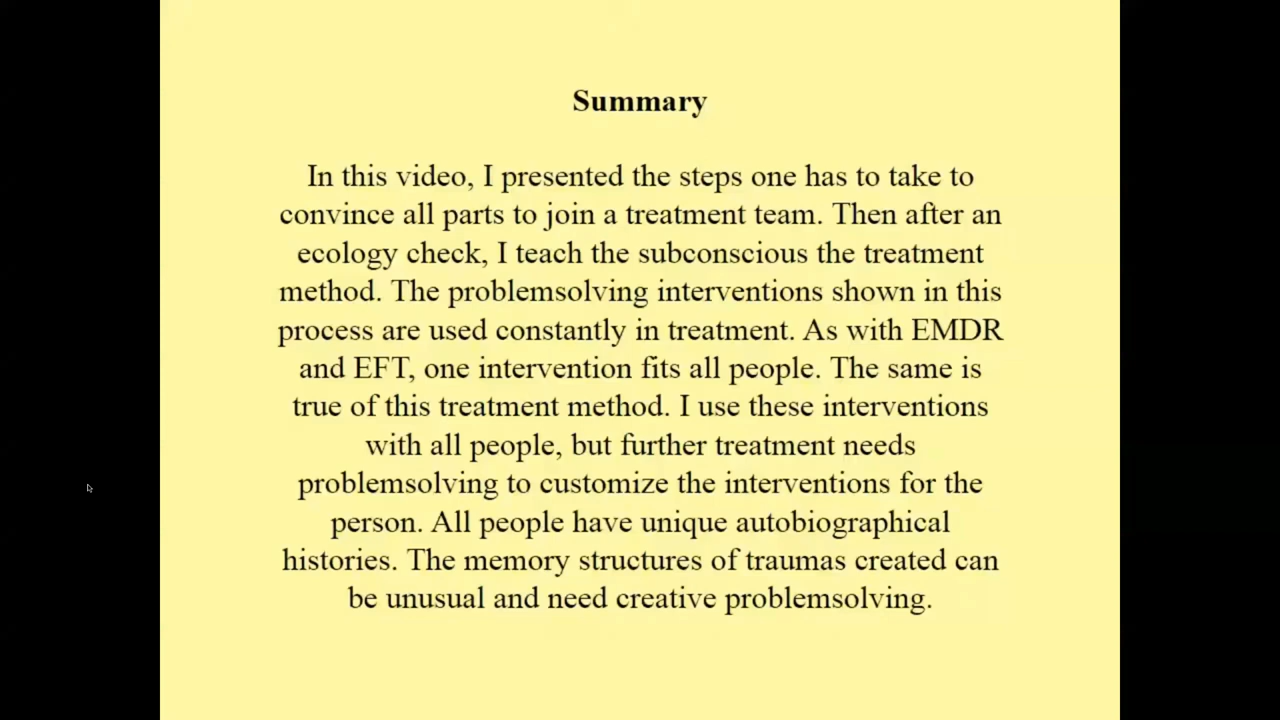 Summary
In this video, I presented the steps one has to take to
convince all parts to join a treatment team. Then after an
ecology check, I teach the subconscious the treatment
method. The problemsolving interventions shown in this
process are used constantly in treatment. As with EMDR
and EFT, one intervention fits all people. The same is
true of this treatment method. I use these interventions
with all people, but further treatment needs
problemsolving to customize the interventions for the
person. All people have unique autobiographical
histories. The memory structures of traumas created can
be unusual and need creative problemsolving.